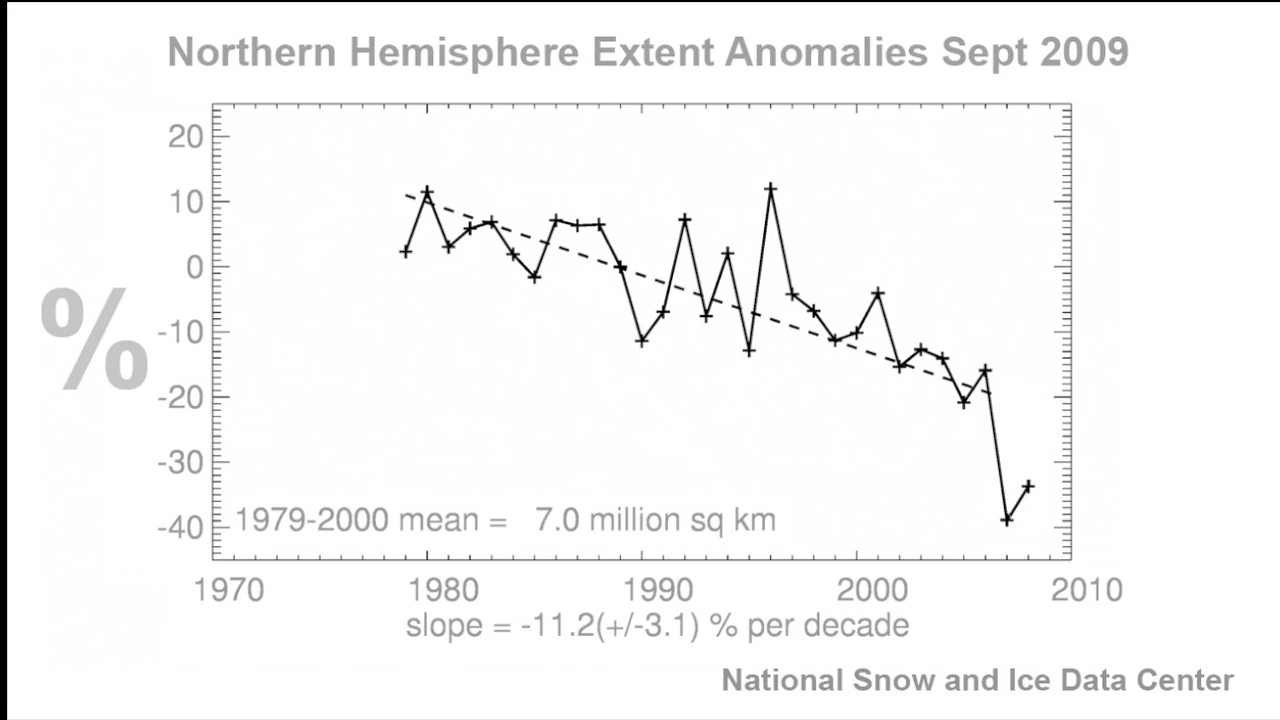 Northern Hemisphere Extent Anomalies Sept 2009
20
10
0
-10
-20
-30
-40
%
1979-2000 mean = 7.0 million sq km
1970 1980 1990 2000 2010
slope = -11.2(+/-3.1) % per decade
National Snow and Ice Data Center